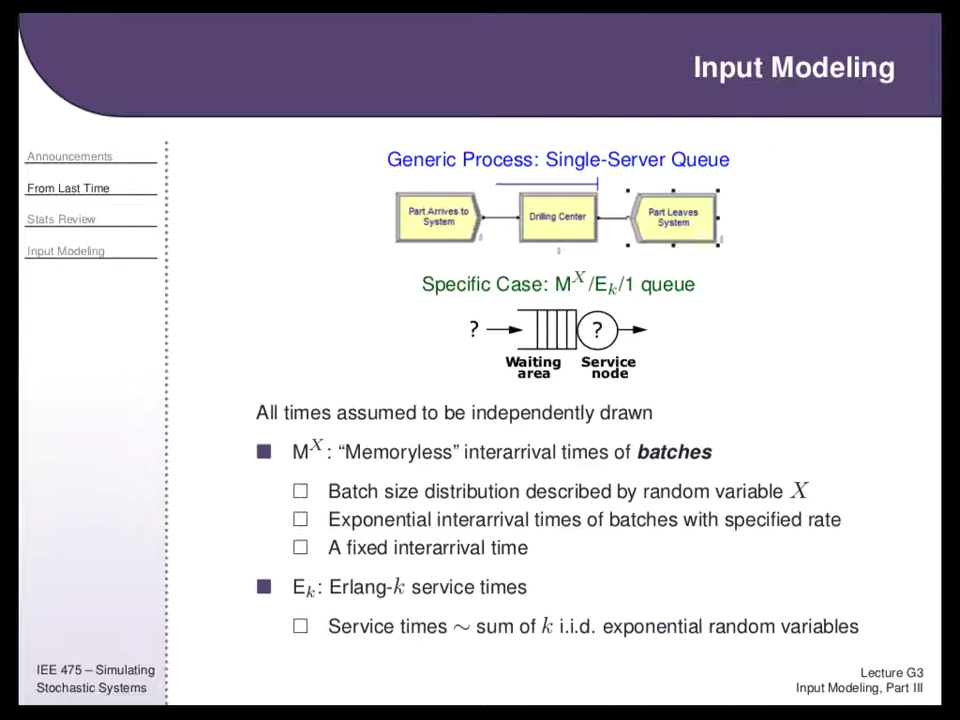 Input Modeling
Announcements
From Last Time
Stats Review
Input Modeling
Generic Process: Single-Server Queue
Part Arrives to
System
Drilling Center
Part Leaves
System
0
0
0
Specific Case: M^X/E_k/1 queue
?
?
Waiting
area
Service
node
All times assumed to be independently drawn
M^X: “Memoryless” interarrival times of batches
Batch size distribution described by random variable X
Exponential interarrival times of batches with specified rate
A fixed interarrival time
E_k: Erlang-k service times
Service times ∼ sum of k i.i.d. exponential random variables
IEE 475 – Simulating
Stochastic Systems
Lecture G3
Input Modeling, Part III